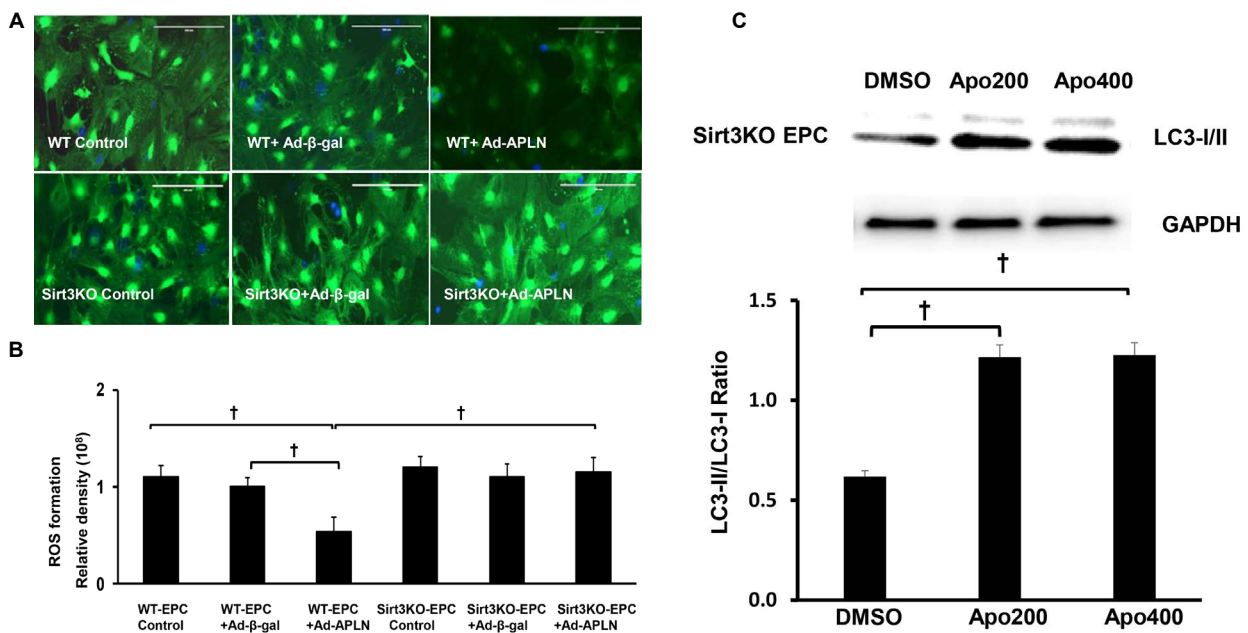 A
WT Control
WT+ Ad-β-gal
WT+ Ad-APLN
Sirt3KO Control
Sirt3KO+Ad-β-gal
Sirt3KO+Ad-APLN
B
ROS formation
Relative density (10⁸)
2
1
0
†
†
†
WT-EPC
Control
WT-EPC
+Ad-β-gal
WT-EPC
+Ad-APLN
Sirt3KO-EPC
Control
Sirt3KO-EPC
+Ad-β-gal
Sirt3KO-EPC
+Ad-APLN
C
DMSO Apo200 Apo400
Sirt3KO EPC
LC3-I/II
GAPDH
†
†
LC3-II/LC3-I Ratio
1.5
1.0
0.5
0.0
DMSO
Apo200
Apo400